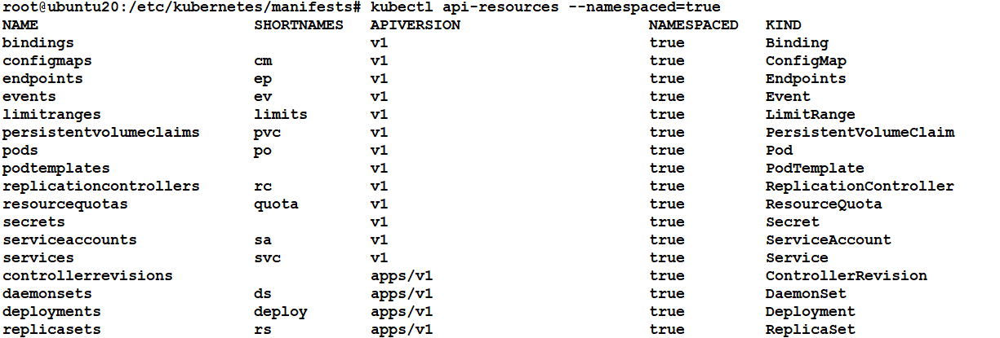 root@ubuntu20:/etc/kubernetes/manifests# kubectl api-resources --namespaced=true
NAME SHORTNAMES APIVERSION NAMESPACED KIND
bindings v1 true Binding
configmaps cm v1 true ConfigMap
endpoints ep v1 true Endpoints
events ev v1 true Event
limitranges limits v1 true LimitRange
persistentvolumeclaims pvc v1 true PersistentVolumeClaim
pods po v1 true Pod
podtemplates v1 true PodTemplate
replicationcontrollers rc v1 true ReplicationController
resourcequotas quota v1 true ResourceQuota
secrets v1 true Secret
serviceaccounts sa v1 true ServiceAccount
services svc v1 true Service
controllerrevisions apps/v1 true ControllerRevision
daemonsets ds apps/v1 true DaemonSet
deployments deploy apps/v1 true Deployment
replicasets rs apps/v1 true ReplicaSet